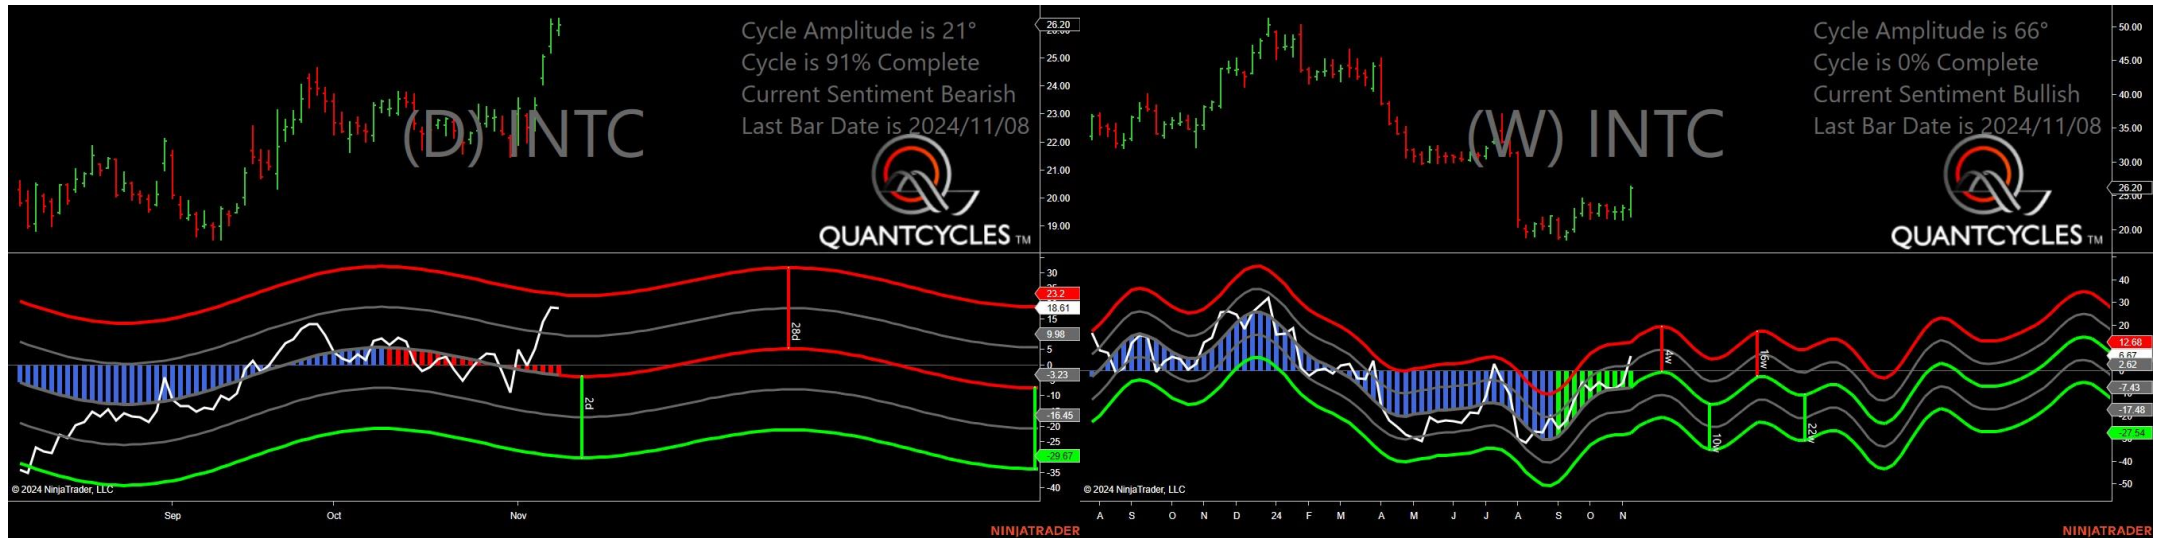 Cycle Amplitude is 21°
Cycle is 91% Complete
Current Sentiment Bearish
Last Bar Date is 2024/11/08
(D) INTC
QUANTCYCLES TM
26.20
25.00
24.00
23.00
22.00
21.00
20.00
19.00
30
23.2
18.61
15
9.98
5
0
-3.23
-10
-16.45
-20
-25
-29.67
-35
-40
28d
2d
© 2024 NinjaTrader, LLC
Sep
Oct
Nov
NINJATRADER
Cycle Amplitude is 66°
Cycle is 0% Complete
Current Sentiment Bullish
Last Bar Date is 2024/11/08
(W) INTC
QUANTCYCLES TM
50.00
45.00
40.00
35.00
30.00
26.20
25.00
20.00
40
30
20
12.68
6.67
2.62
-7.43
-17.48
-27.54
-40
-50
4w
16w
10w
22w
© 2024 NinjaTrader, LLC
A S O N D 24 F M A M J J A S O N
NINJATRADER